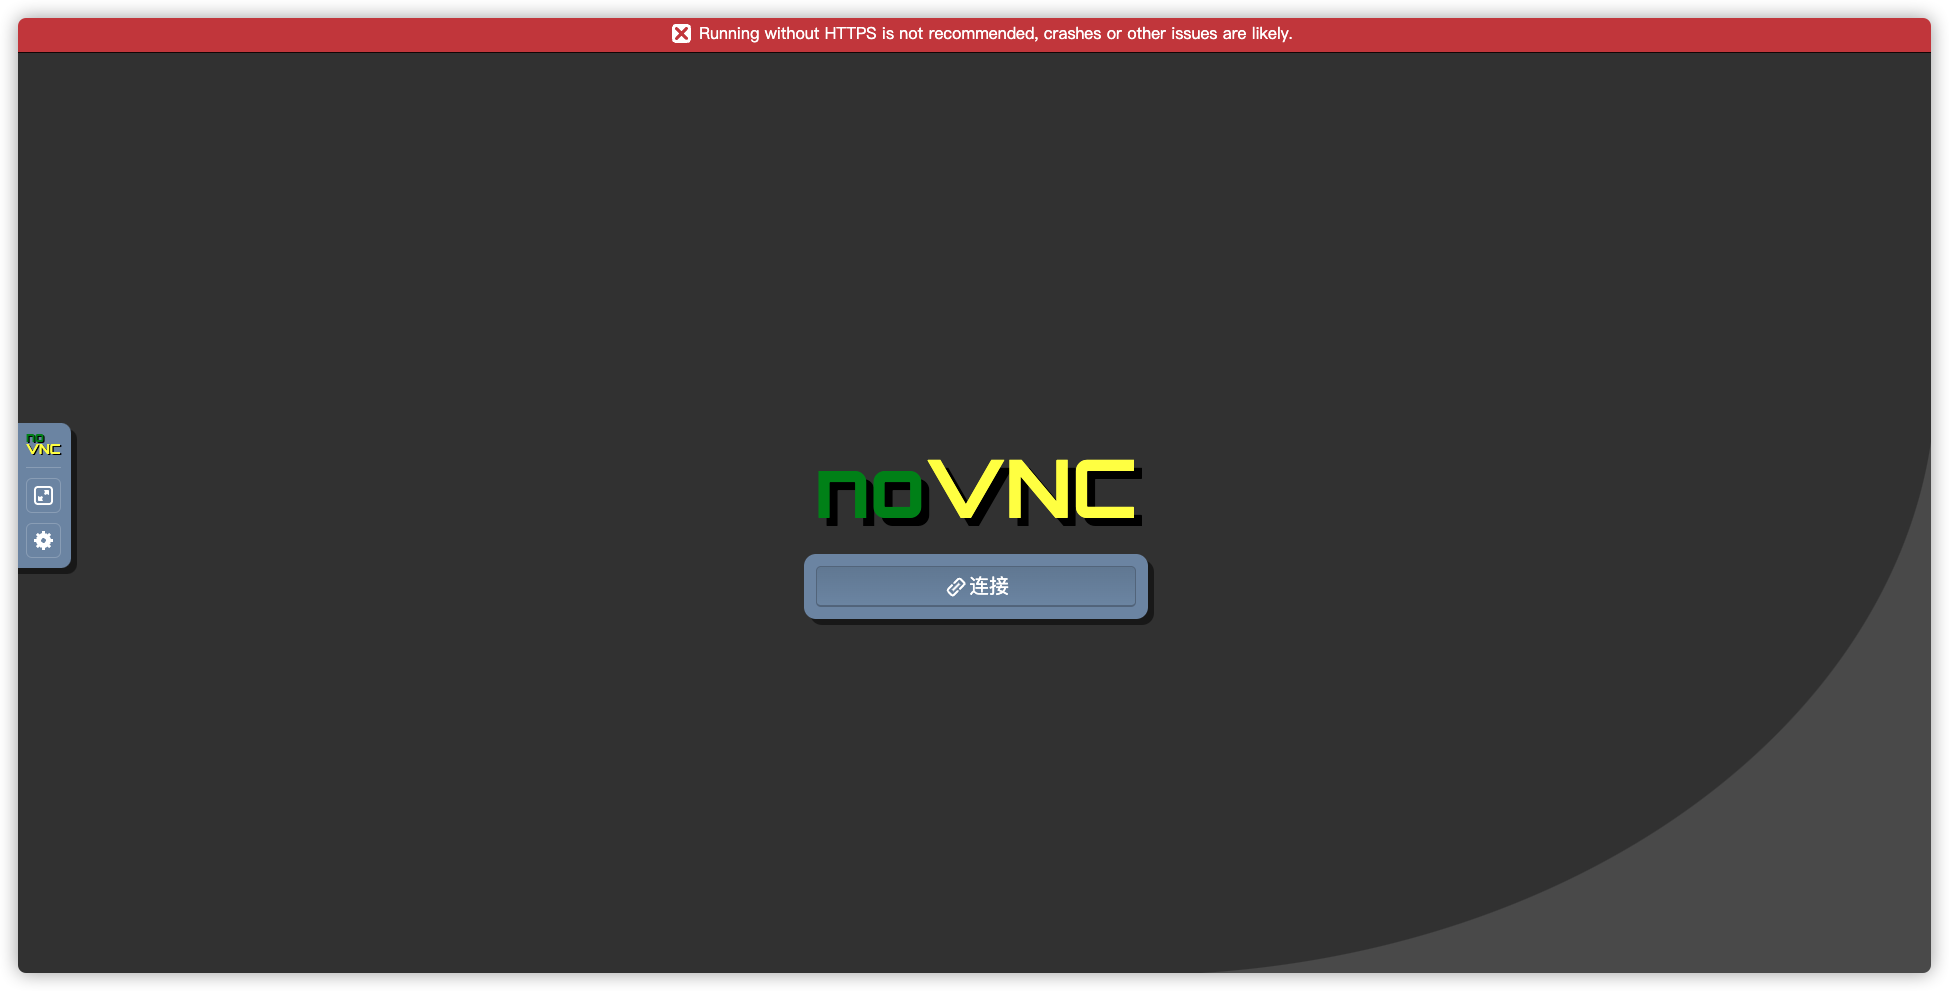 Running without HTTPS is not recommended, crashes or other issues are likely.
no
VNC
noVNC
连接